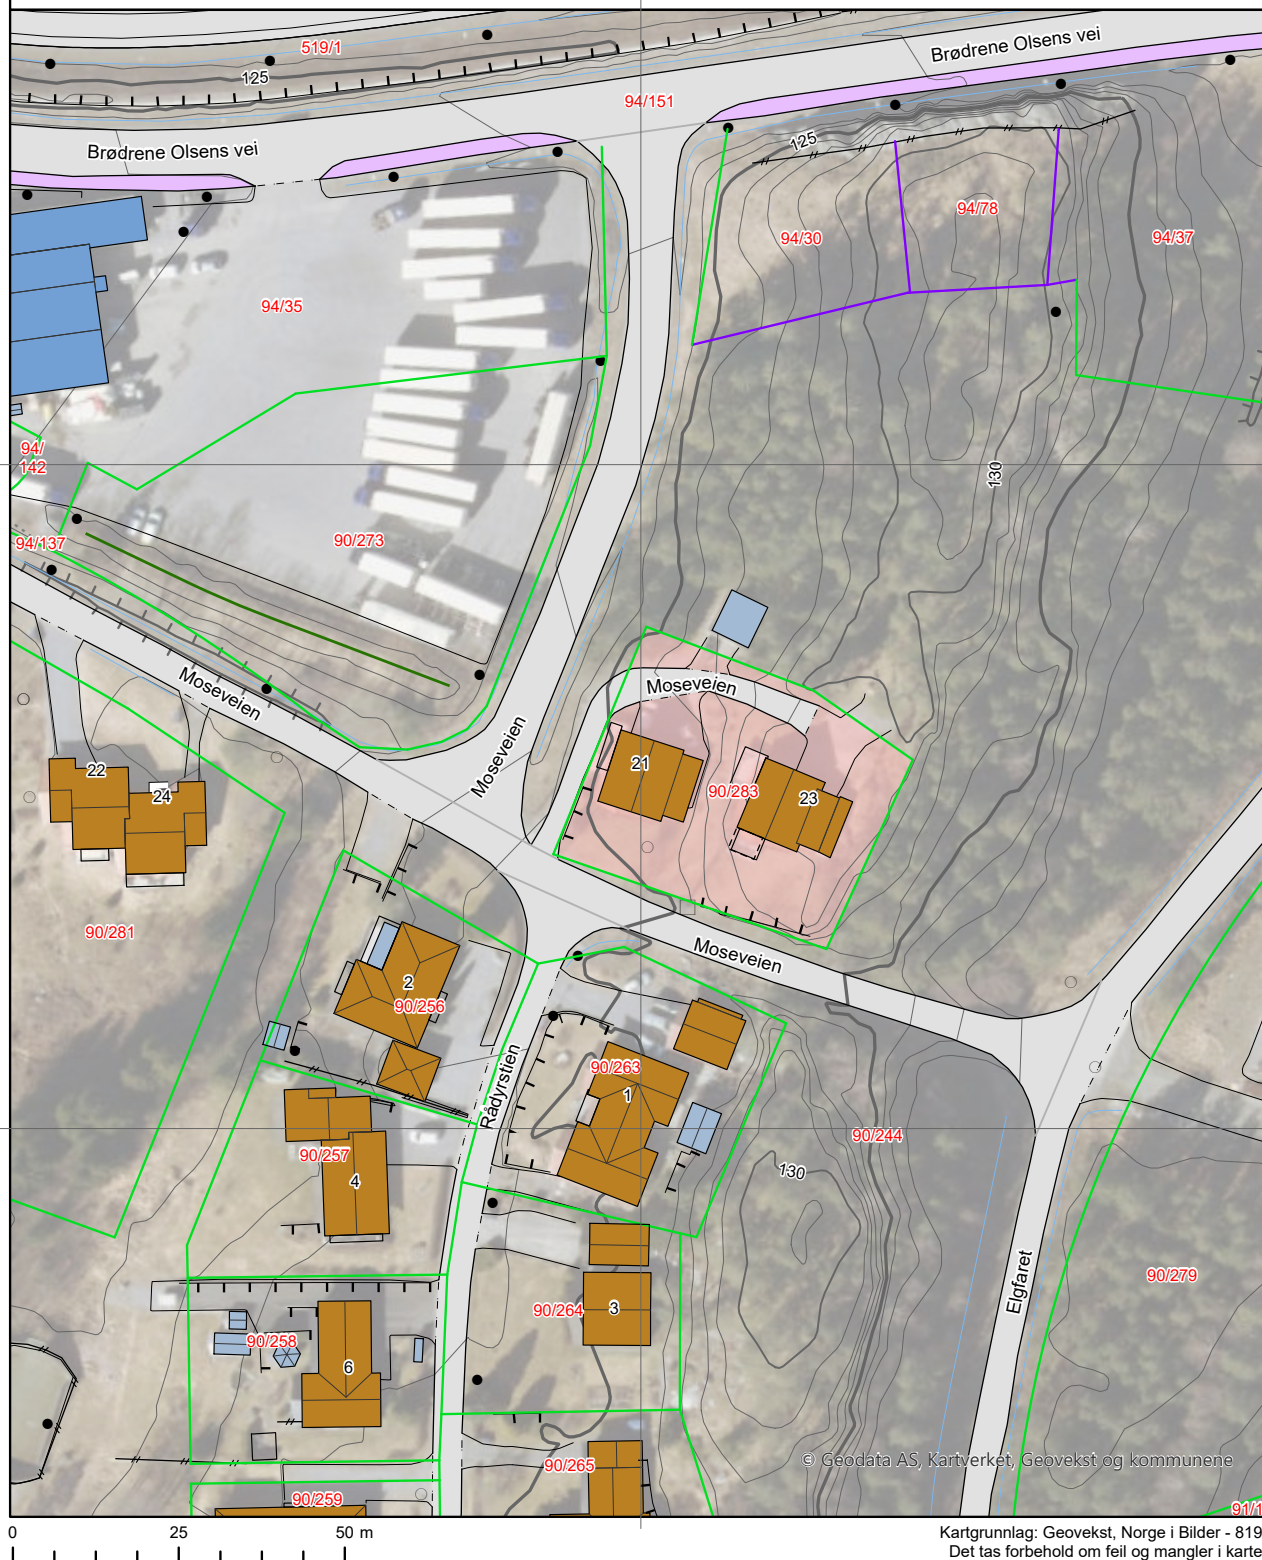 519/1
125
Brødrene Olsens vei
94/151
Brødrene Olsens vei
125
94/78
94/30
94/37
94/35
94/
142
130
90/273
94/137
Moseveien
Moseveien
Moseveien
21
22
24
90/283
23
90/281
Moseveien
2
90/256
90/263
1
Rådyrstien
90/244
90/257
4
130
Elgfaret
90/279
90/264
3
90/258
6
90/265
© Geodata AS, Kartverket, Geovekst og kommunene
90/259
91/1
0 25 50 m
Kartgrunnlag: Geovekst, Norge i Bilder - 819
Det tas forbehold om feil og mangler i karte